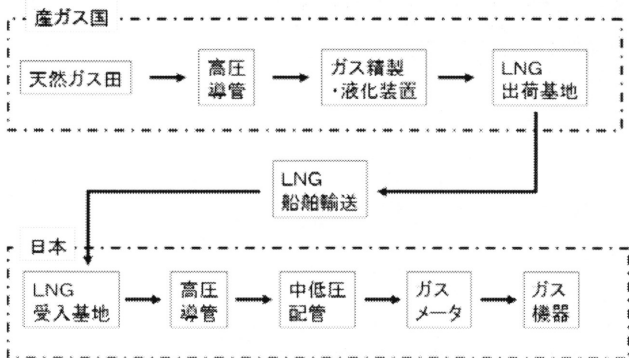 産ガス国
天然ガス田
高圧
導管
ガス精製
・液化装置
LNG
出荷基地
LNG
船舶輸送
日本
LNG
受入基地
高圧
導管
中低圧
配管
ガス
メータ
ガス
機器